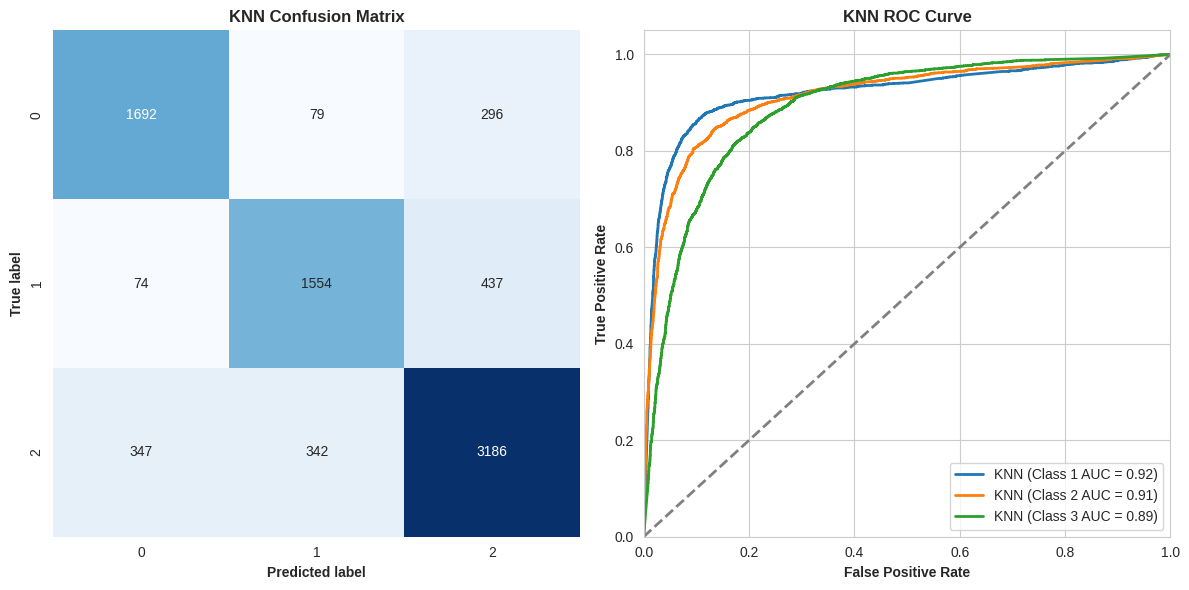 KNN Confusion Matrix
True label
0
1
2
1692 79 296
74 1554 437
347 342 3186
0 1 2
Predicted label
KNN ROC Curve
True Positive Rate
1.0
0.8
0.6
0.4
0.2
0.0
KNN (Class 1 AUC = 0.92)
KNN (Class 2 AUC = 0.91)
KNN (Class 3 AUC = 0.89)
0.0 0.2 0.4 0.6 0.8 1.0
False Positive Rate